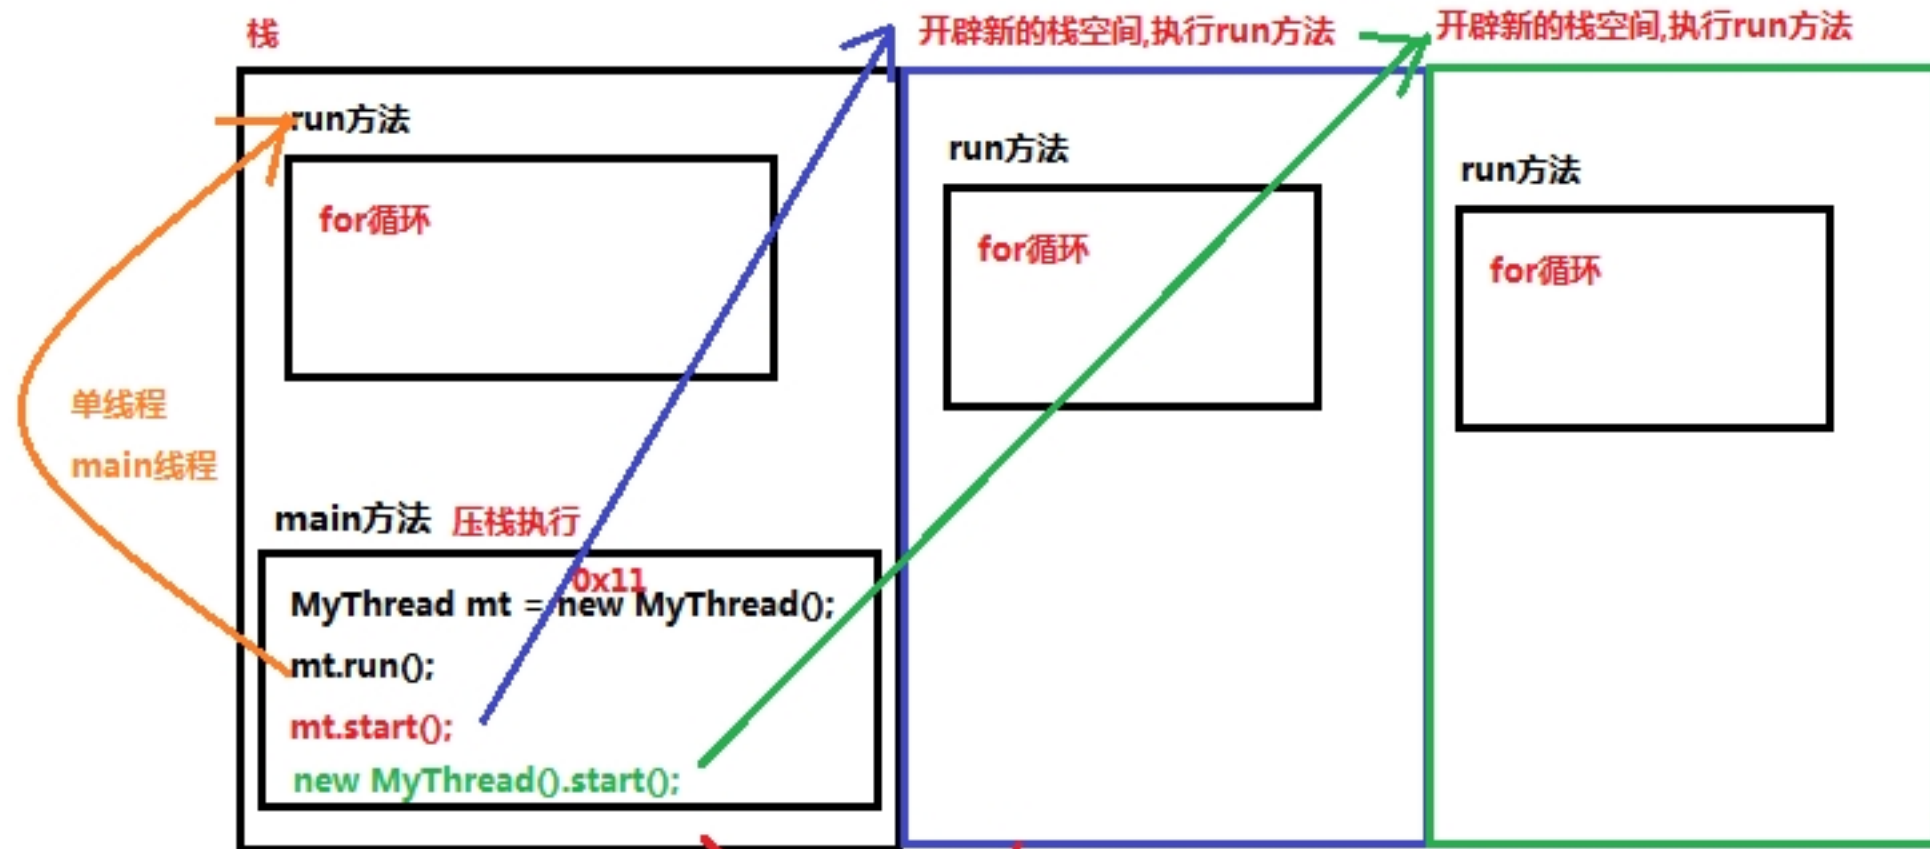 栈
开辟新的栈空间,执行run方法
开辟新的栈空间,执行run方法
run方法
for循环
run方法
for循环
run方法
for循环
单线程
main线程
main方法 压栈执行
0x11
MyThread mt = new MyThread();
mt.run();
mt.start();
new MyThread().start();